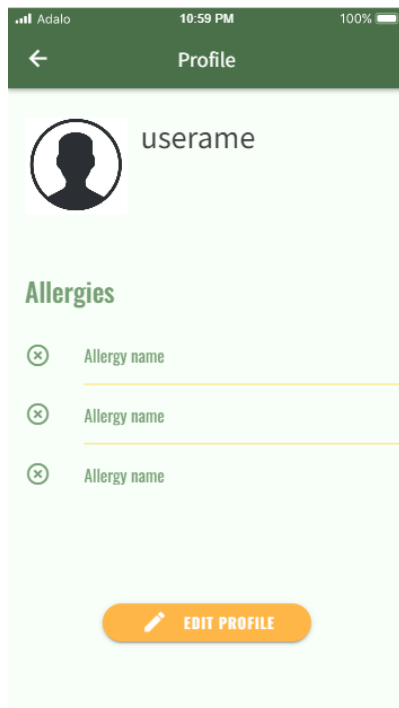 Adalo 10:59 PM 100%
Profile
userame
Allergies
Allergy name
Allergy name
Allergy name
EDIT PROFILE